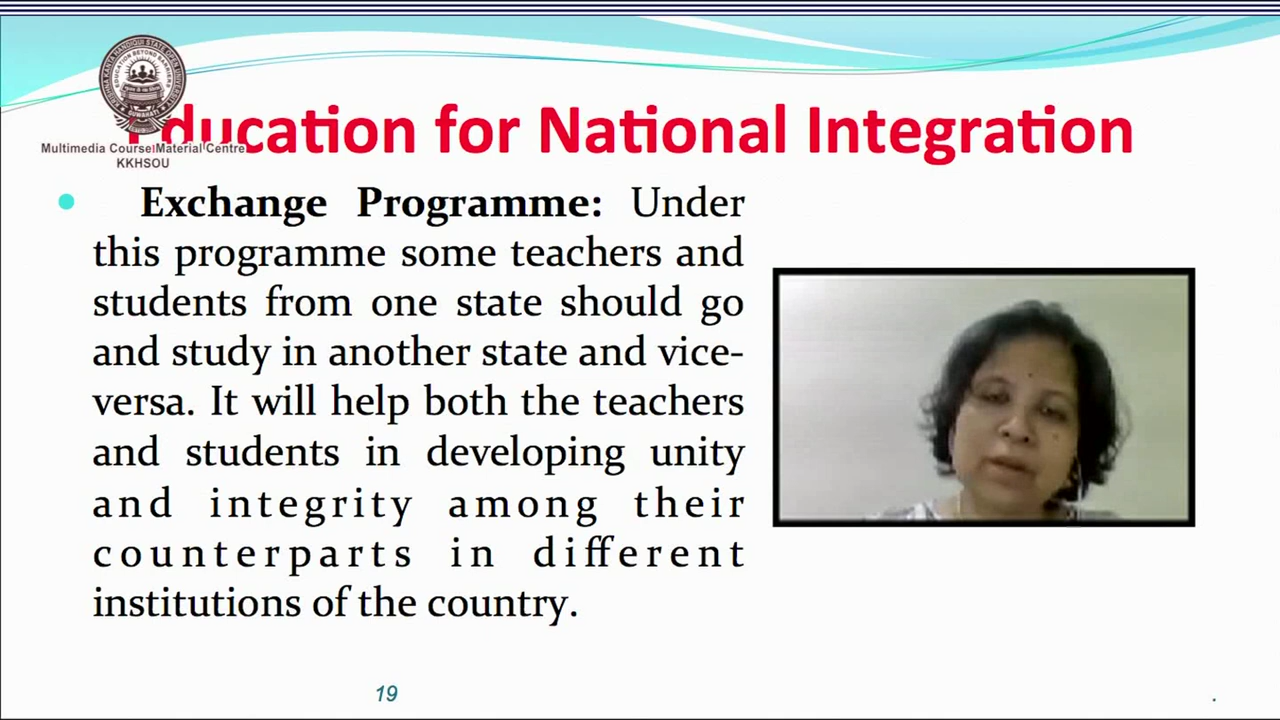 Education for National Integration
Multimedia Course Material Centre
KKHSOU
• Exchange Programme: Under
this programme some teachers and
students from one state should go
and study in another state and vice-
versa. It will help both the teachers
and students in developing unity
and integrity among their
counterparts in different
institutions of the country.
19
.